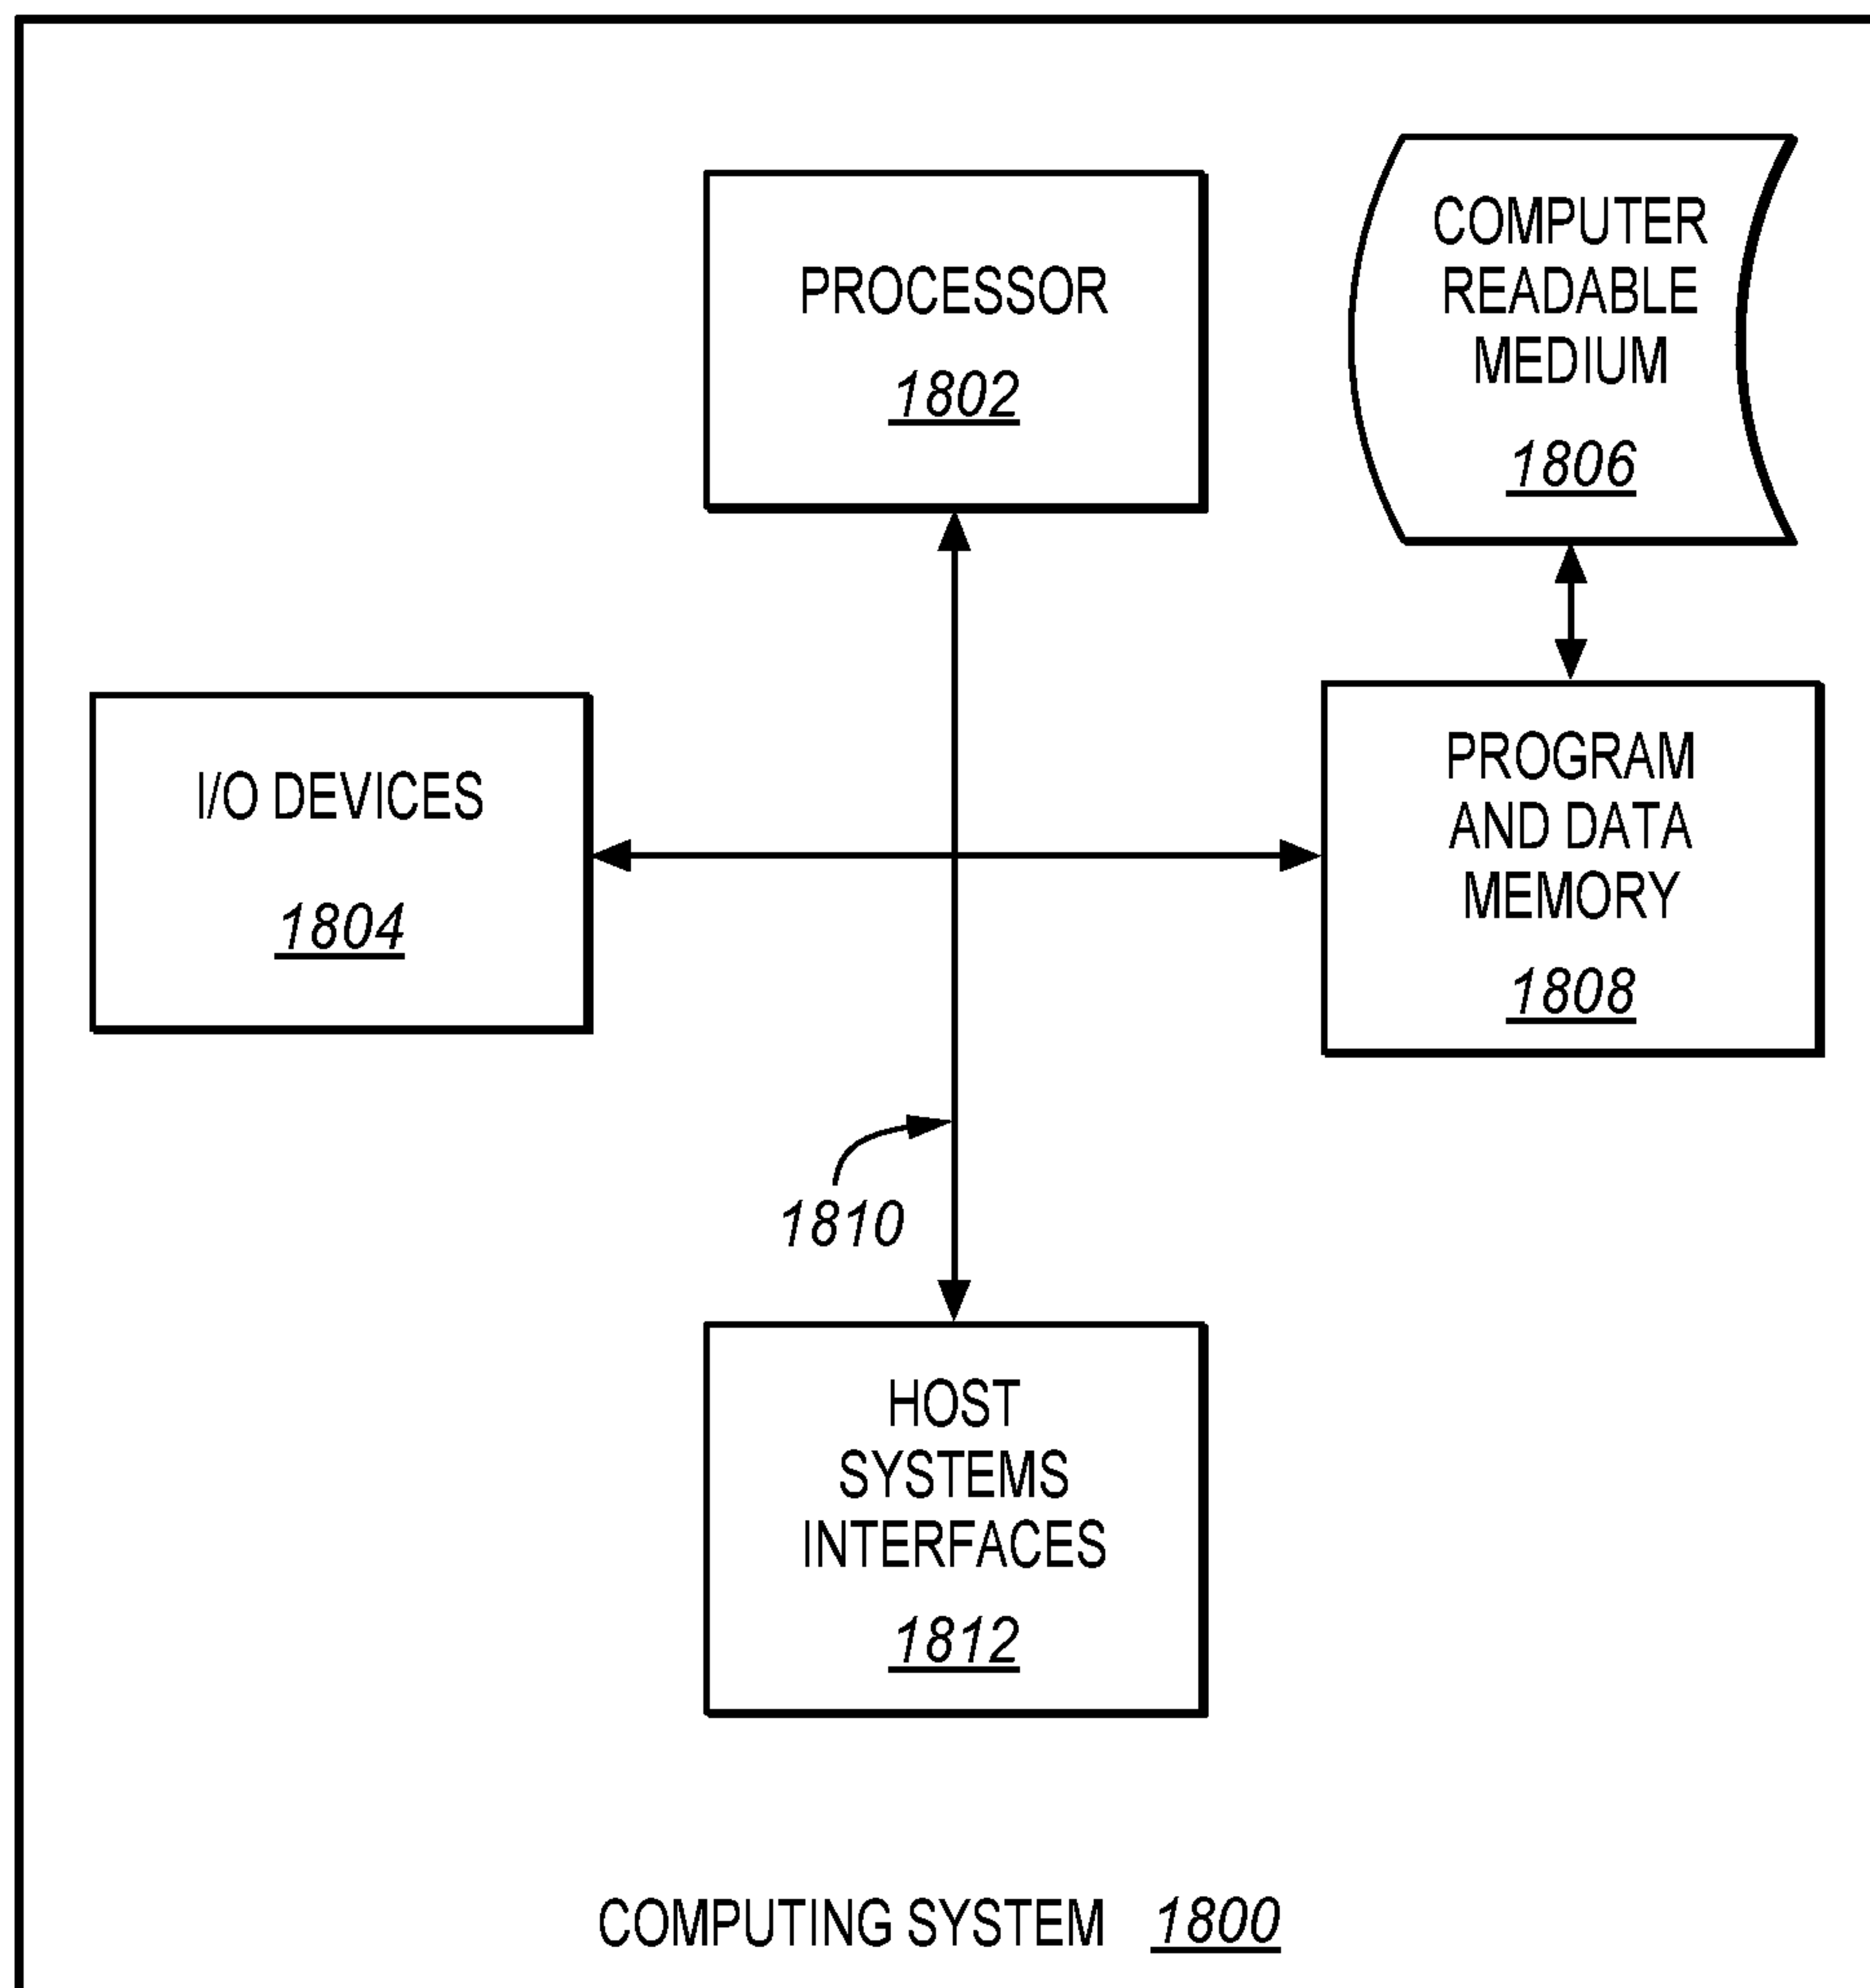 PROCESSOR
1802
COMPUTER
READABLE
MEDIUM
1806
I/O DEVICES
1804
PROGRAM
AND DATA
MEMORY
1808
1810
HOST
SYSTEMS
INTERFACES
1812
COMPUTING SYSTEM 1800